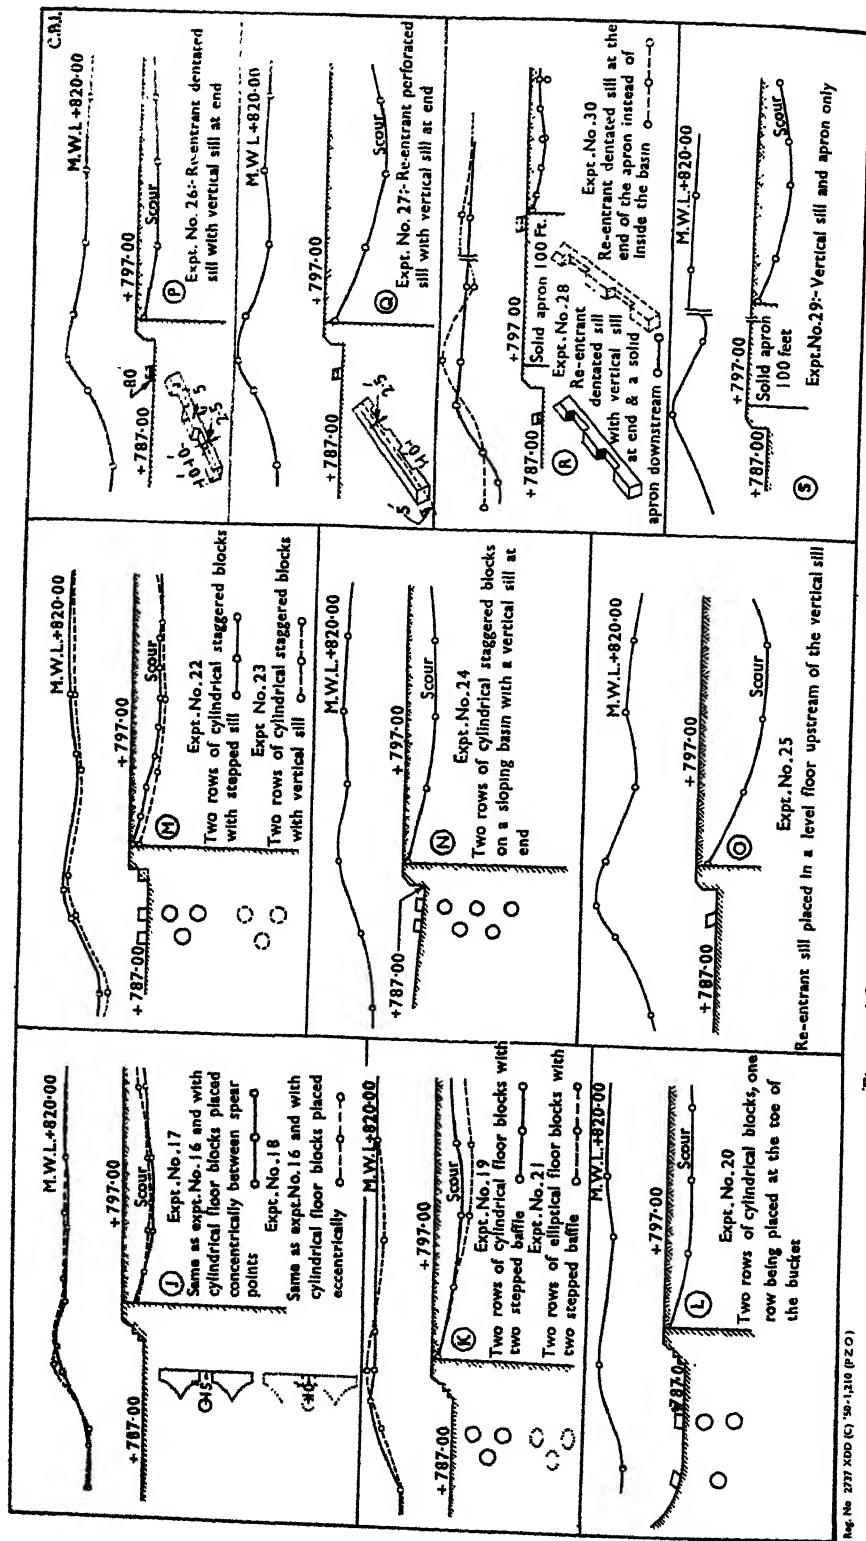 C.B.I.
M.W.L.+820·00
+797·00
+787·00
Scour
J
Expt.No.17
Same as expt.No.16 and with
cylindrical floor blocks placed
concentrically between spear
points
Expt.No.18
Same as expt.No.16 and with
cylindrical floor blocks placed
eccentrically
M.W.L.+820·00
+797·00
+787·00
Scour
K
Expt.No.19
Two rows of cylindrical floor blocks with
two stepped baffle
Expt.No.21
Two rows of elliptical floor blocks with
two stepped baffle
M.W.L.+820·00
+797·00
787·0
Scour
L
Expt.No.20
Two rows of cylindrical blocks, one
row being placed at the toe of
the bucket
M.W.L.+820·00
+797·00
+787·00
Scour
M
Expt.No.22
Two rows of cylindrical staggered blocks
with stepped sill
Expt No.23
Two rows of cylindrical staggered blocks
with vertical sill
M.W.L.+820·00
+797·00
+787·00
Scour
N
Expt.No.24
Two rows of cylindrical staggered blocks
on a sloping basin with a vertical sill at
end
M.W.L.+820·00
+797·00
+787·00
Scour
O
Expt.No.25
Re-entrant sill placed in a level floor upstream of the vertical sill
M.W.L.+820·00
+797·00
80
+787·00
Scour
P
Expt. No. 26:- Re-entrant dentated
sill with vertical sill at end
M.W.L.+820·00
+797·00
+787·00
Scour
2·5
Q
Expt. No. 27:- Re-entrant perforated
sill with vertical sill at end
+797 00
+787·00
Solid apron 100 Ft.
R
Expt.No.28
Re-entrant
dentated sill
with vertical sill
at end & a solid
apron downstream
Expt.No.30
Re-entrant dentated sill at the
end of the apron instead of
inside the basin
M.W.L.+820·00
+797·00
+787·00
Solid apron
100 feet
Scour
S
Expt.No.29:- Vertical sill and apron only
Reg. No 2737 XDD (C) '50-1,210 (P Z O)